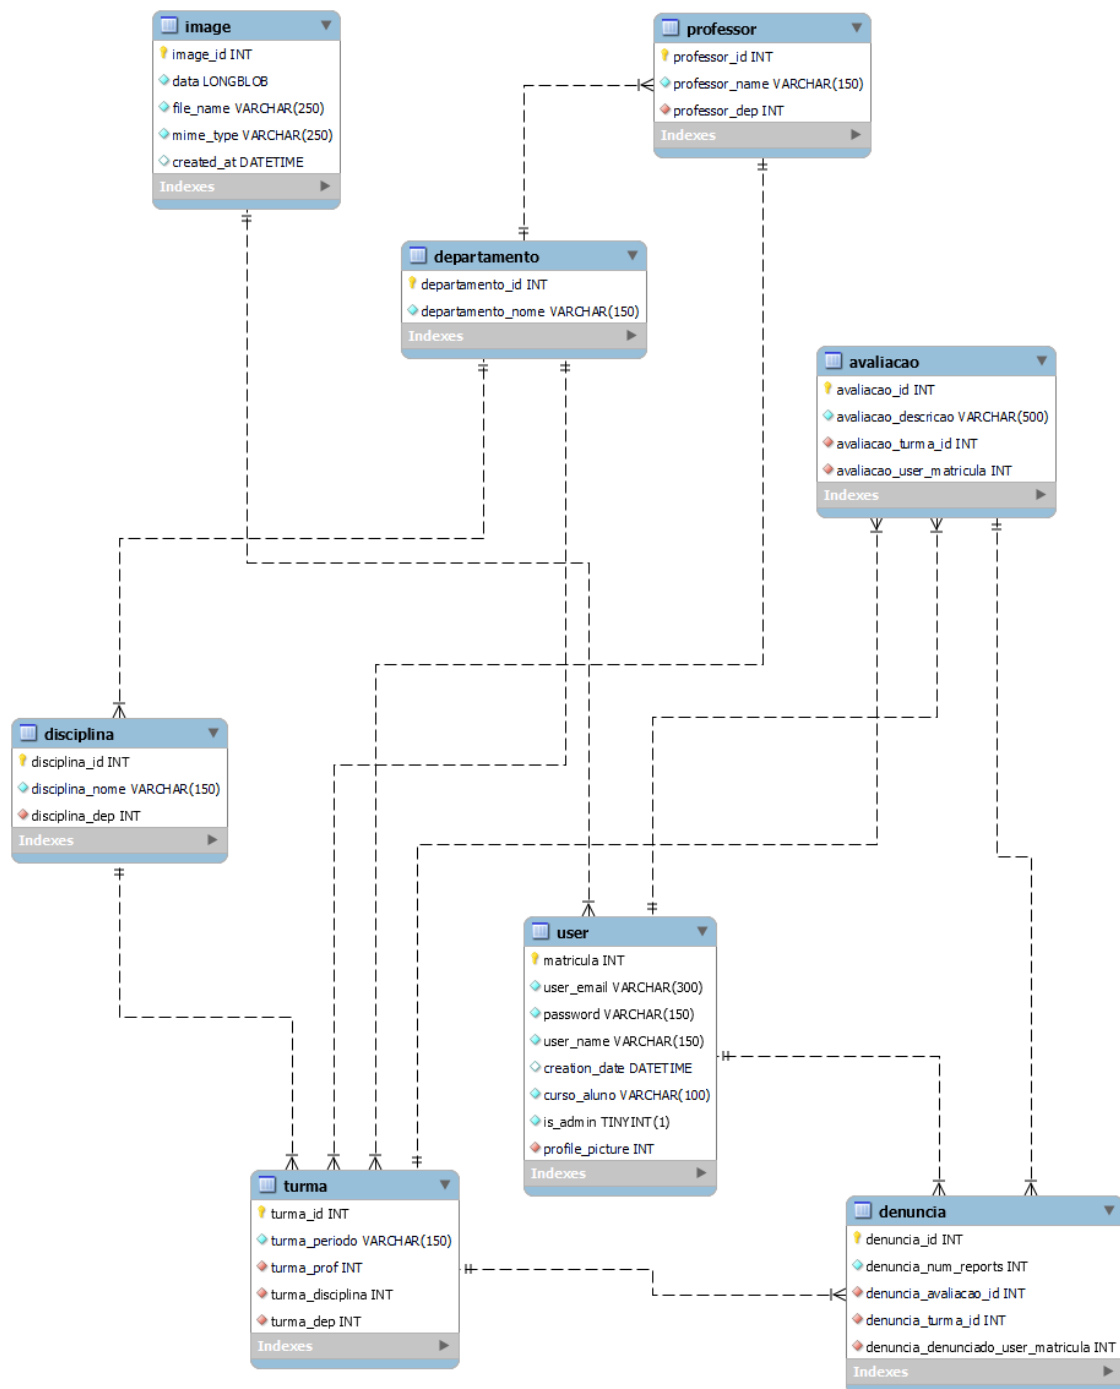 image
image_id INT
data LONGBLOB
file_name VARCHAR(250)
mime_type VARCHAR(250)
created_at DATETIME
Indexes
professor
professor_id INT
professor_name VARCHAR(150)
professor_dep INT
Indexes
departamento
departamento_id INT
departamento_nome VARCHAR(150)
Indexes
avaliacao
avaliacao_id INT
avaliacao_descricao VARCHAR(500)
avaliacao_turma_id INT
avaliacao_user_matricula INT
Indexes
disciplina
disciplina_id INT
disciplina_nome VARCHAR(150)
disciplina_dep INT
Indexes
user
matricula INT
user_email VARCHAR(300)
password VARCHAR(150)
user_name VARCHAR(150)
creation_date DATETIME
curso_aluno VARCHAR(100)
is_admin TINYINT(1)
profile_picture INT
Indexes
turma
turma_id INT
turma_periodo VARCHAR(150)
turma_prof INT
turma_disciplina INT
turma_dep INT
Indexes
denuncia
denuncia_id INT
denuncia_num_reports INT
denuncia_avaliacao_id INT
denuncia_turma_id INT
denuncia_denunciado_user_matricula INT
Indexes